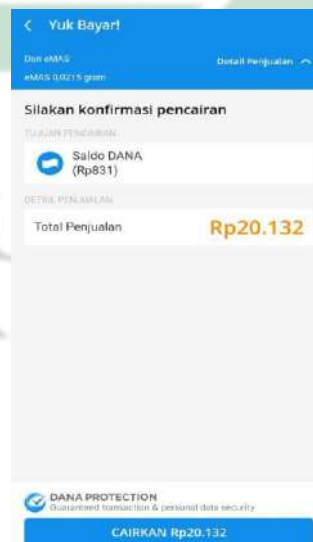 Yuk Bayar!
Dan eMAS
Detail Penjualan
eMAS 0,0215 gram
Silakan konfirmasi pencairan
TUJUAN PENCAIRAN
Saldo DANA
(Rp831)
DETAIL PENJUALAN
Total Penjualan
Rp20.132
DANA PROTECTION
Guaranteed transaction & personal data security
CAIRKAN Rp20.132